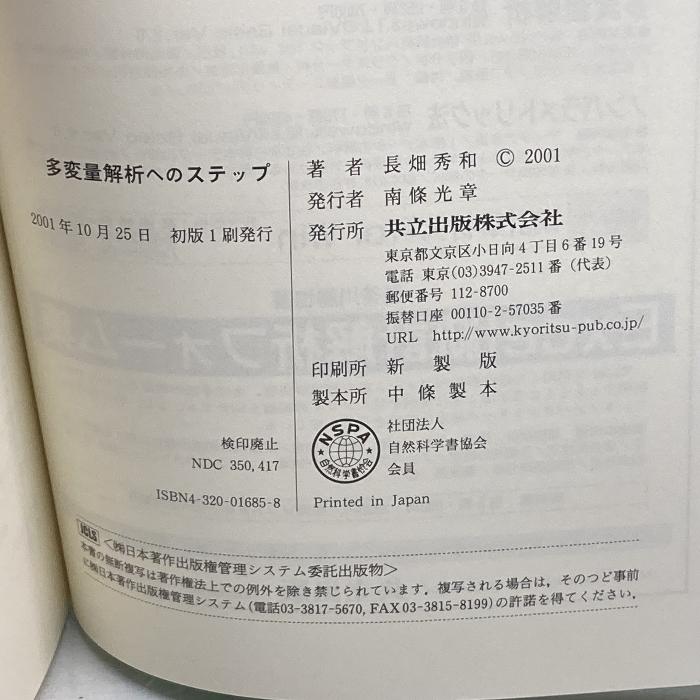 多変量解析へのステップ
2001年10月25日 初版1刷発行
検印廃止
NDC 350, 417
ISBN4-320-01685-8
著者 長畑秀和 © 2001
発行者 南條光章
発行所 共立出版株式会社
東京都文京区小日向4丁目6番19号
電話 東京(03)3947-2511番(代表)
郵便番号 112-8700
振替口座 00110-2-57035番
URL http://www.kyoritsu-pub.co.jp/
印刷所 新製版
製本所 中條製本
NSPA
自然科学書協会
社団法人
自然科学書協会
会員
Printed in Japan
JCLS <㈱日本著作出版権管理システム委託出版物>
本書の無断複写は著作権法上での例外を除き禁じられています.複写される場合は,そのつど事前
に㈱日本著作出版権管理システム(電話03-3817-5670, FAX 03-3815-8199)の許諾を得てください.